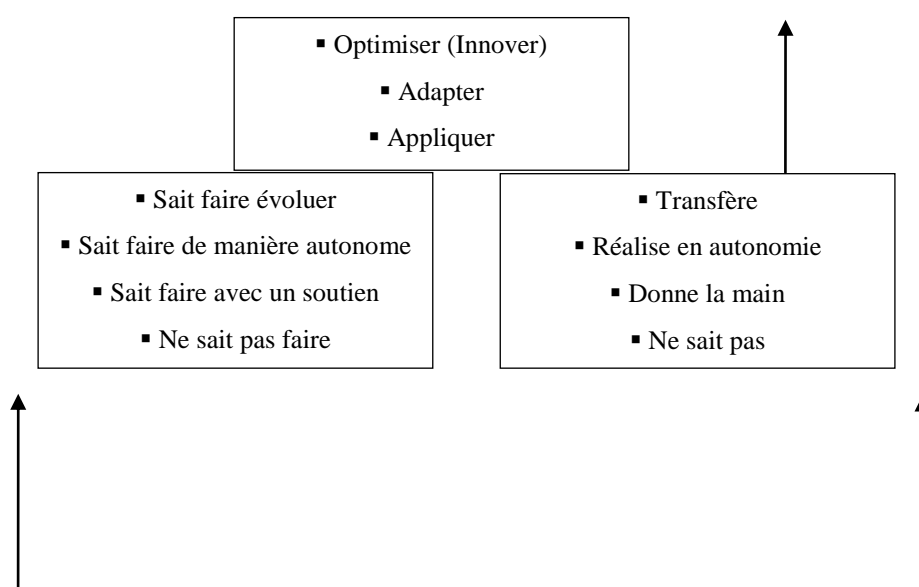 ▪ Optimiser (Innover)
▪ Adapter
▪ Appliquer
▪ Sait faire évoluer
▪ Sait faire de manière autonome
▪ Sait faire avec un soutien
▪ Ne sait pas faire
▪ Transfère
▪ Réalise en autonomie
▪ Donne la main
▪ Ne sait pas